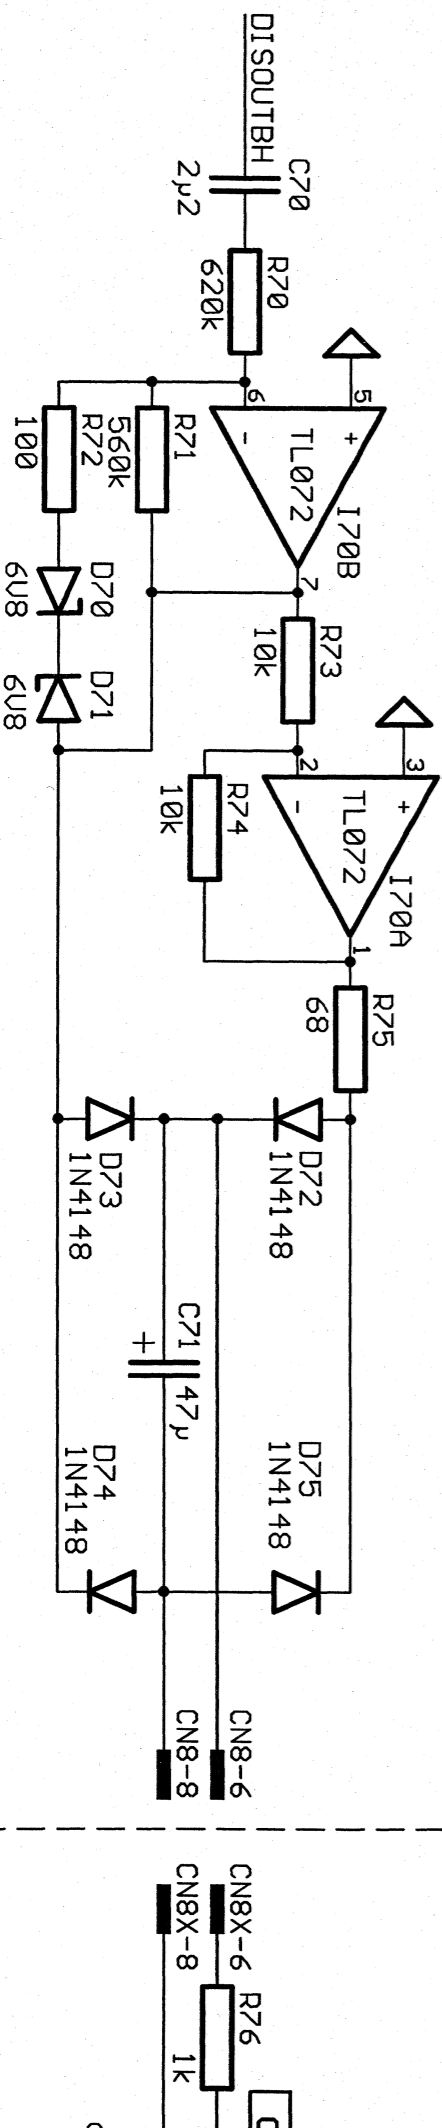 DISOUTBH
C70
2µ2
R70
620k
5
6
+
-
TL072
I70B
7
R71
560k
R72
100
D70
6V8
D71
6V8
R73
10k
3
2
+
-
TL072
I70A
1
R74
10k
R75
68
D72
1N4148
D73
1N4148
C71
47µ
+
D75
1N4148
D74
1N4148
CN8-6
CN8-8
CN8X-6
CN8X-8
R76
1k